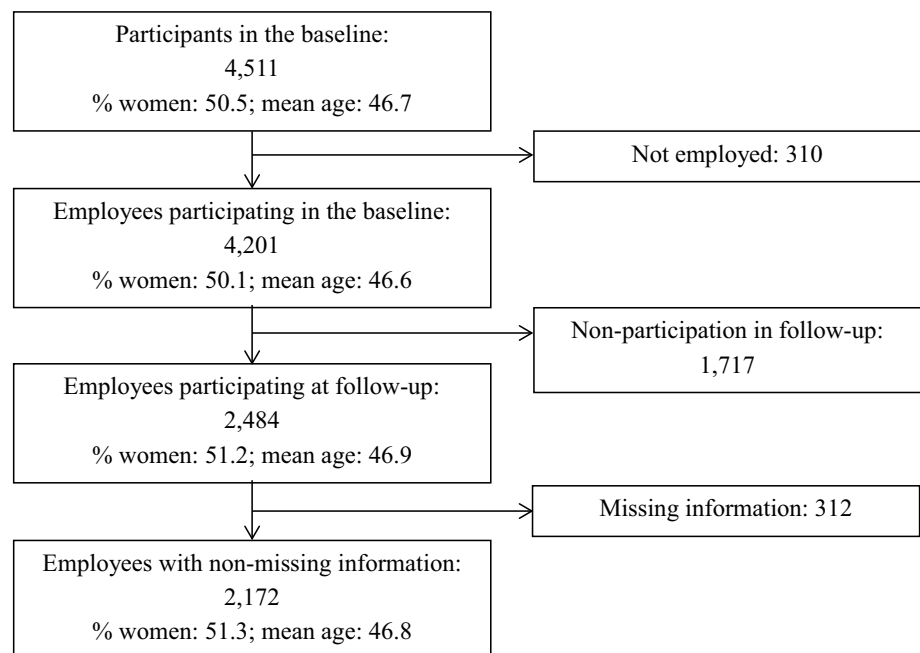 Participants in the baseline:
4,511
% women: 50.5; mean age: 46.7
Not employed: 310
Employees participating in the baseline:
4,201
% women: 50.1; mean age: 46.6
Non-participation in follow-up:
1,717
Employees participating at follow-up:
2,484
% women: 51.2; mean age: 46.9
Missing information: 312
Employees with non-missing information:
2,172
% women: 51.3; mean age: 46.8